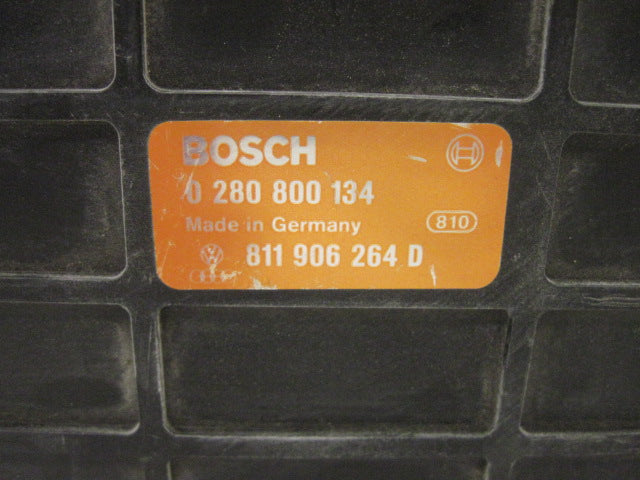 BOSCH
0 280 800 134
Made in Germany 810
811 906 264 D